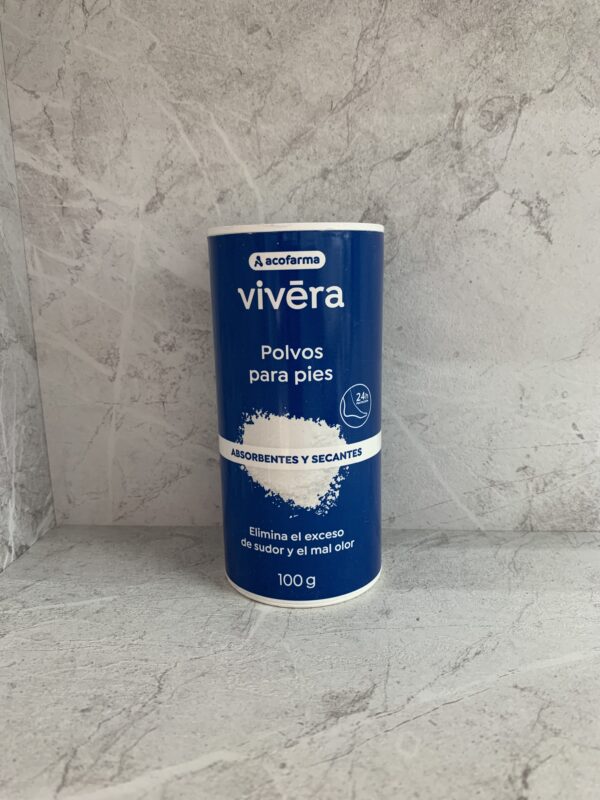 acofarma
vivēra
Polvos
para pies
24h
ABSORBENTES Y SECANTES
Elimina el exceso
de sudor y el mal olor
100 g